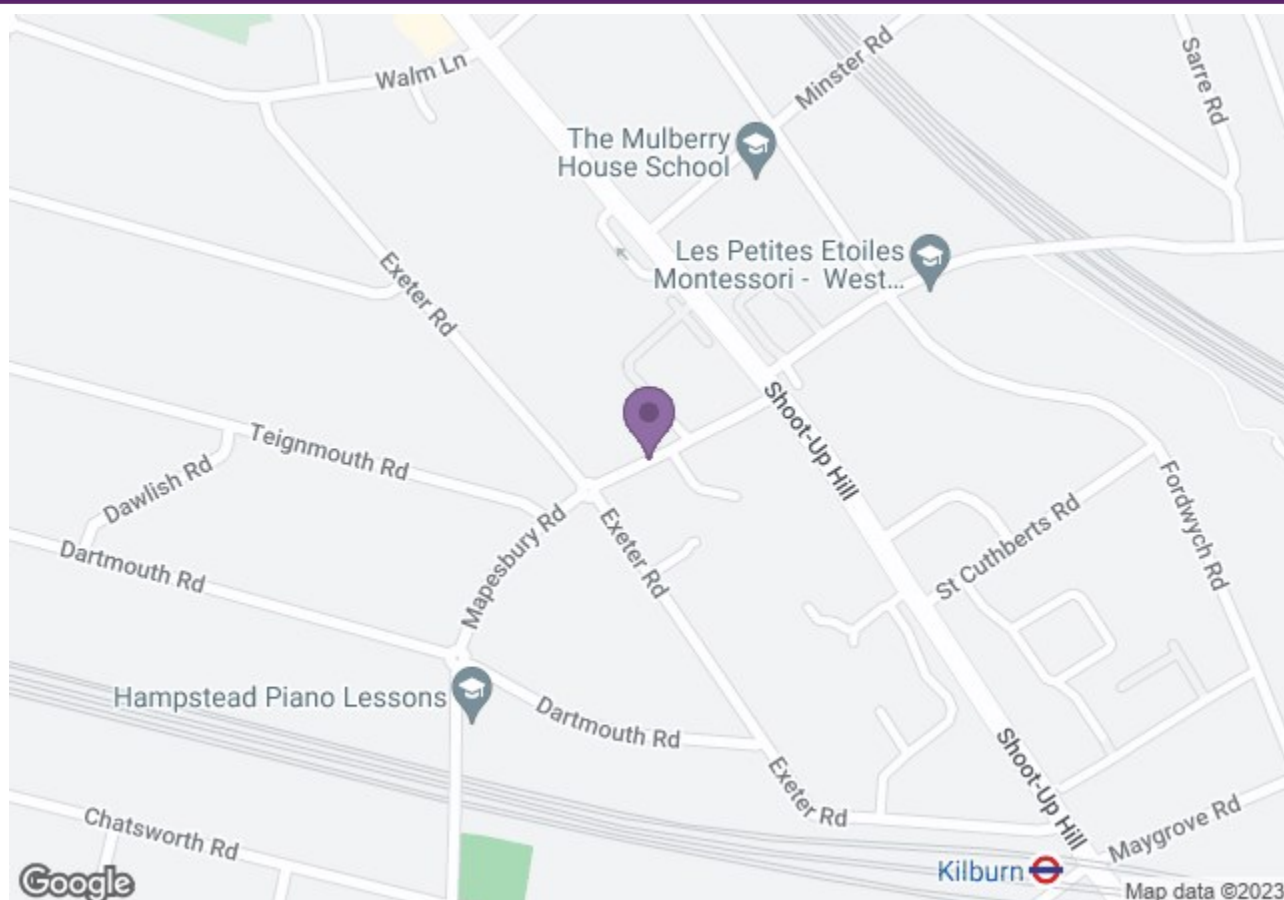 Walm Ln
Minster Rd
Sarre Rd
The Mulberry
House School
Les Petites Etoiles
Montessori - West...
Exeter Rd
Shoot-Up Hill
Teignmouth Rd
Dawlish Rd
Fordwych Rd
Exeter Rd
St Cuthberts Rd
Mapesbury Rd
Dartmouth Rd
Hampstead Piano Lessons
Dartmouth Rd
Shoot-Up Hill
Exeter Rd
Chatsworth Rd
Maygrove Rd
Kilburn
Google
Map data ©2023